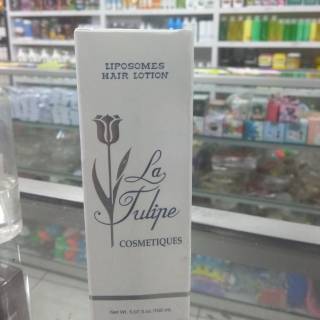 LIPOSOMES
HAIR LOTION
La
Tulipe
COSMETIQUES